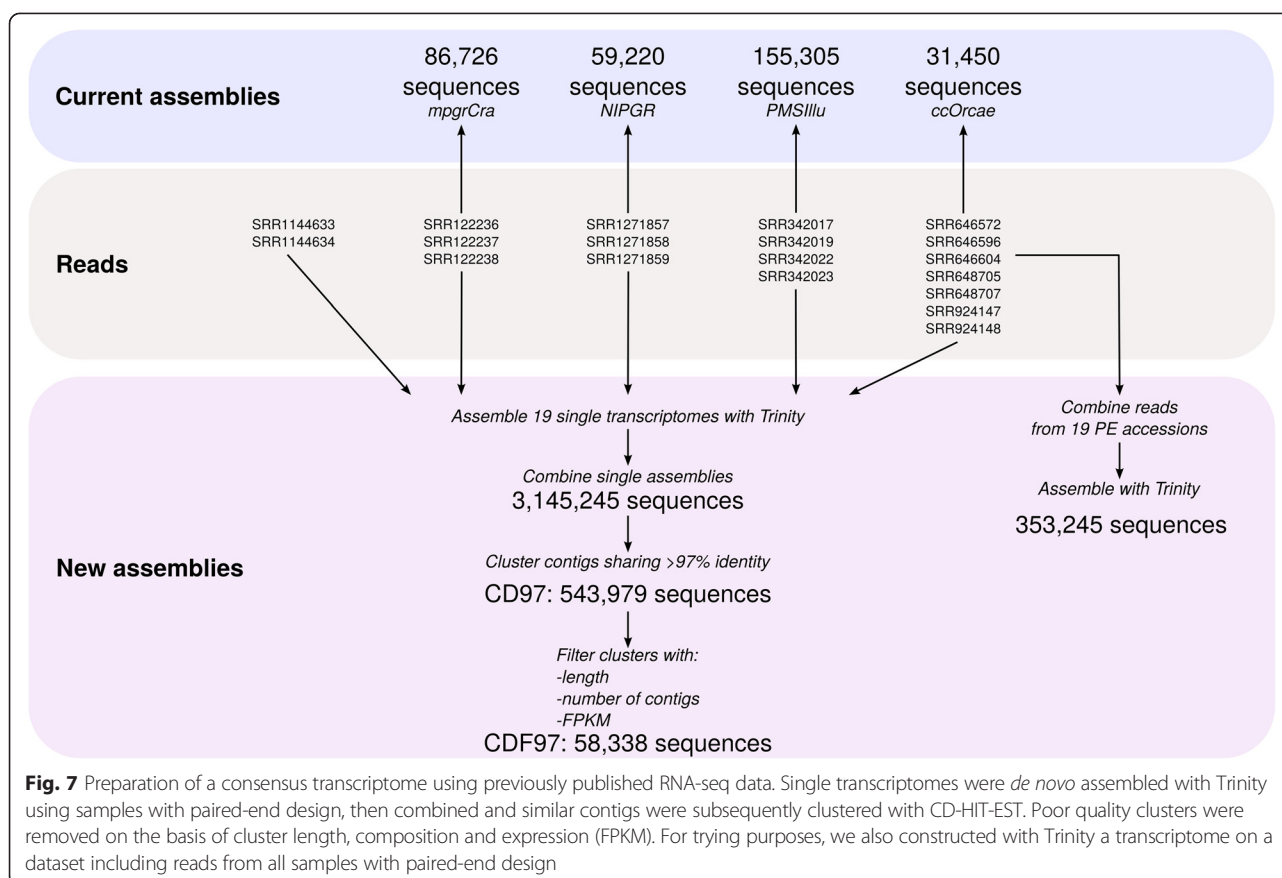 Current assemblies
86,726
sequences
mpgrCra
59,220
sequences
NIPGR
155,305
sequences
PMSIllu
31,450
sequences
ccOrcae
Reads
SRR1144633
SRR1144634
SRR122236
SRR122237
SRR122238
SRR1271857
SRR1271858
SRR1271859
SRR342017
SRR342019
SRR342022
SRR342023
SRR646572
SRR646596
SRR646604
SRR648705
SRR648707
SRR924147
SRR924148
New assemblies
Assemble 19 single transcriptomes with Trinity
Combine single assemblies
3,145,245 sequences
Cluster contigs sharing >97% identity
CD97: 543,979 sequences
Filter clusters with:
-length
-number of contigs
-FPKM
CDF97: 58,338 sequences
Combine reads
from 19 PE accessions
Assemble with Trinity
353,245 sequences
Fig. 7 Preparation of a consensus transcriptome using previously published RNA-seq data. Single transcriptomes were de novo assembled with Trinity
using samples with paired-end design, then combined and similar contigs were subsequently clustered with CD-HIT-EST. Poor quality clusters were
removed on the basis of cluster length, composition and expression (FPKM). For trying purposes, we also constructed with Trinity a transcriptome on a
dataset including reads from all samples with paired-end design